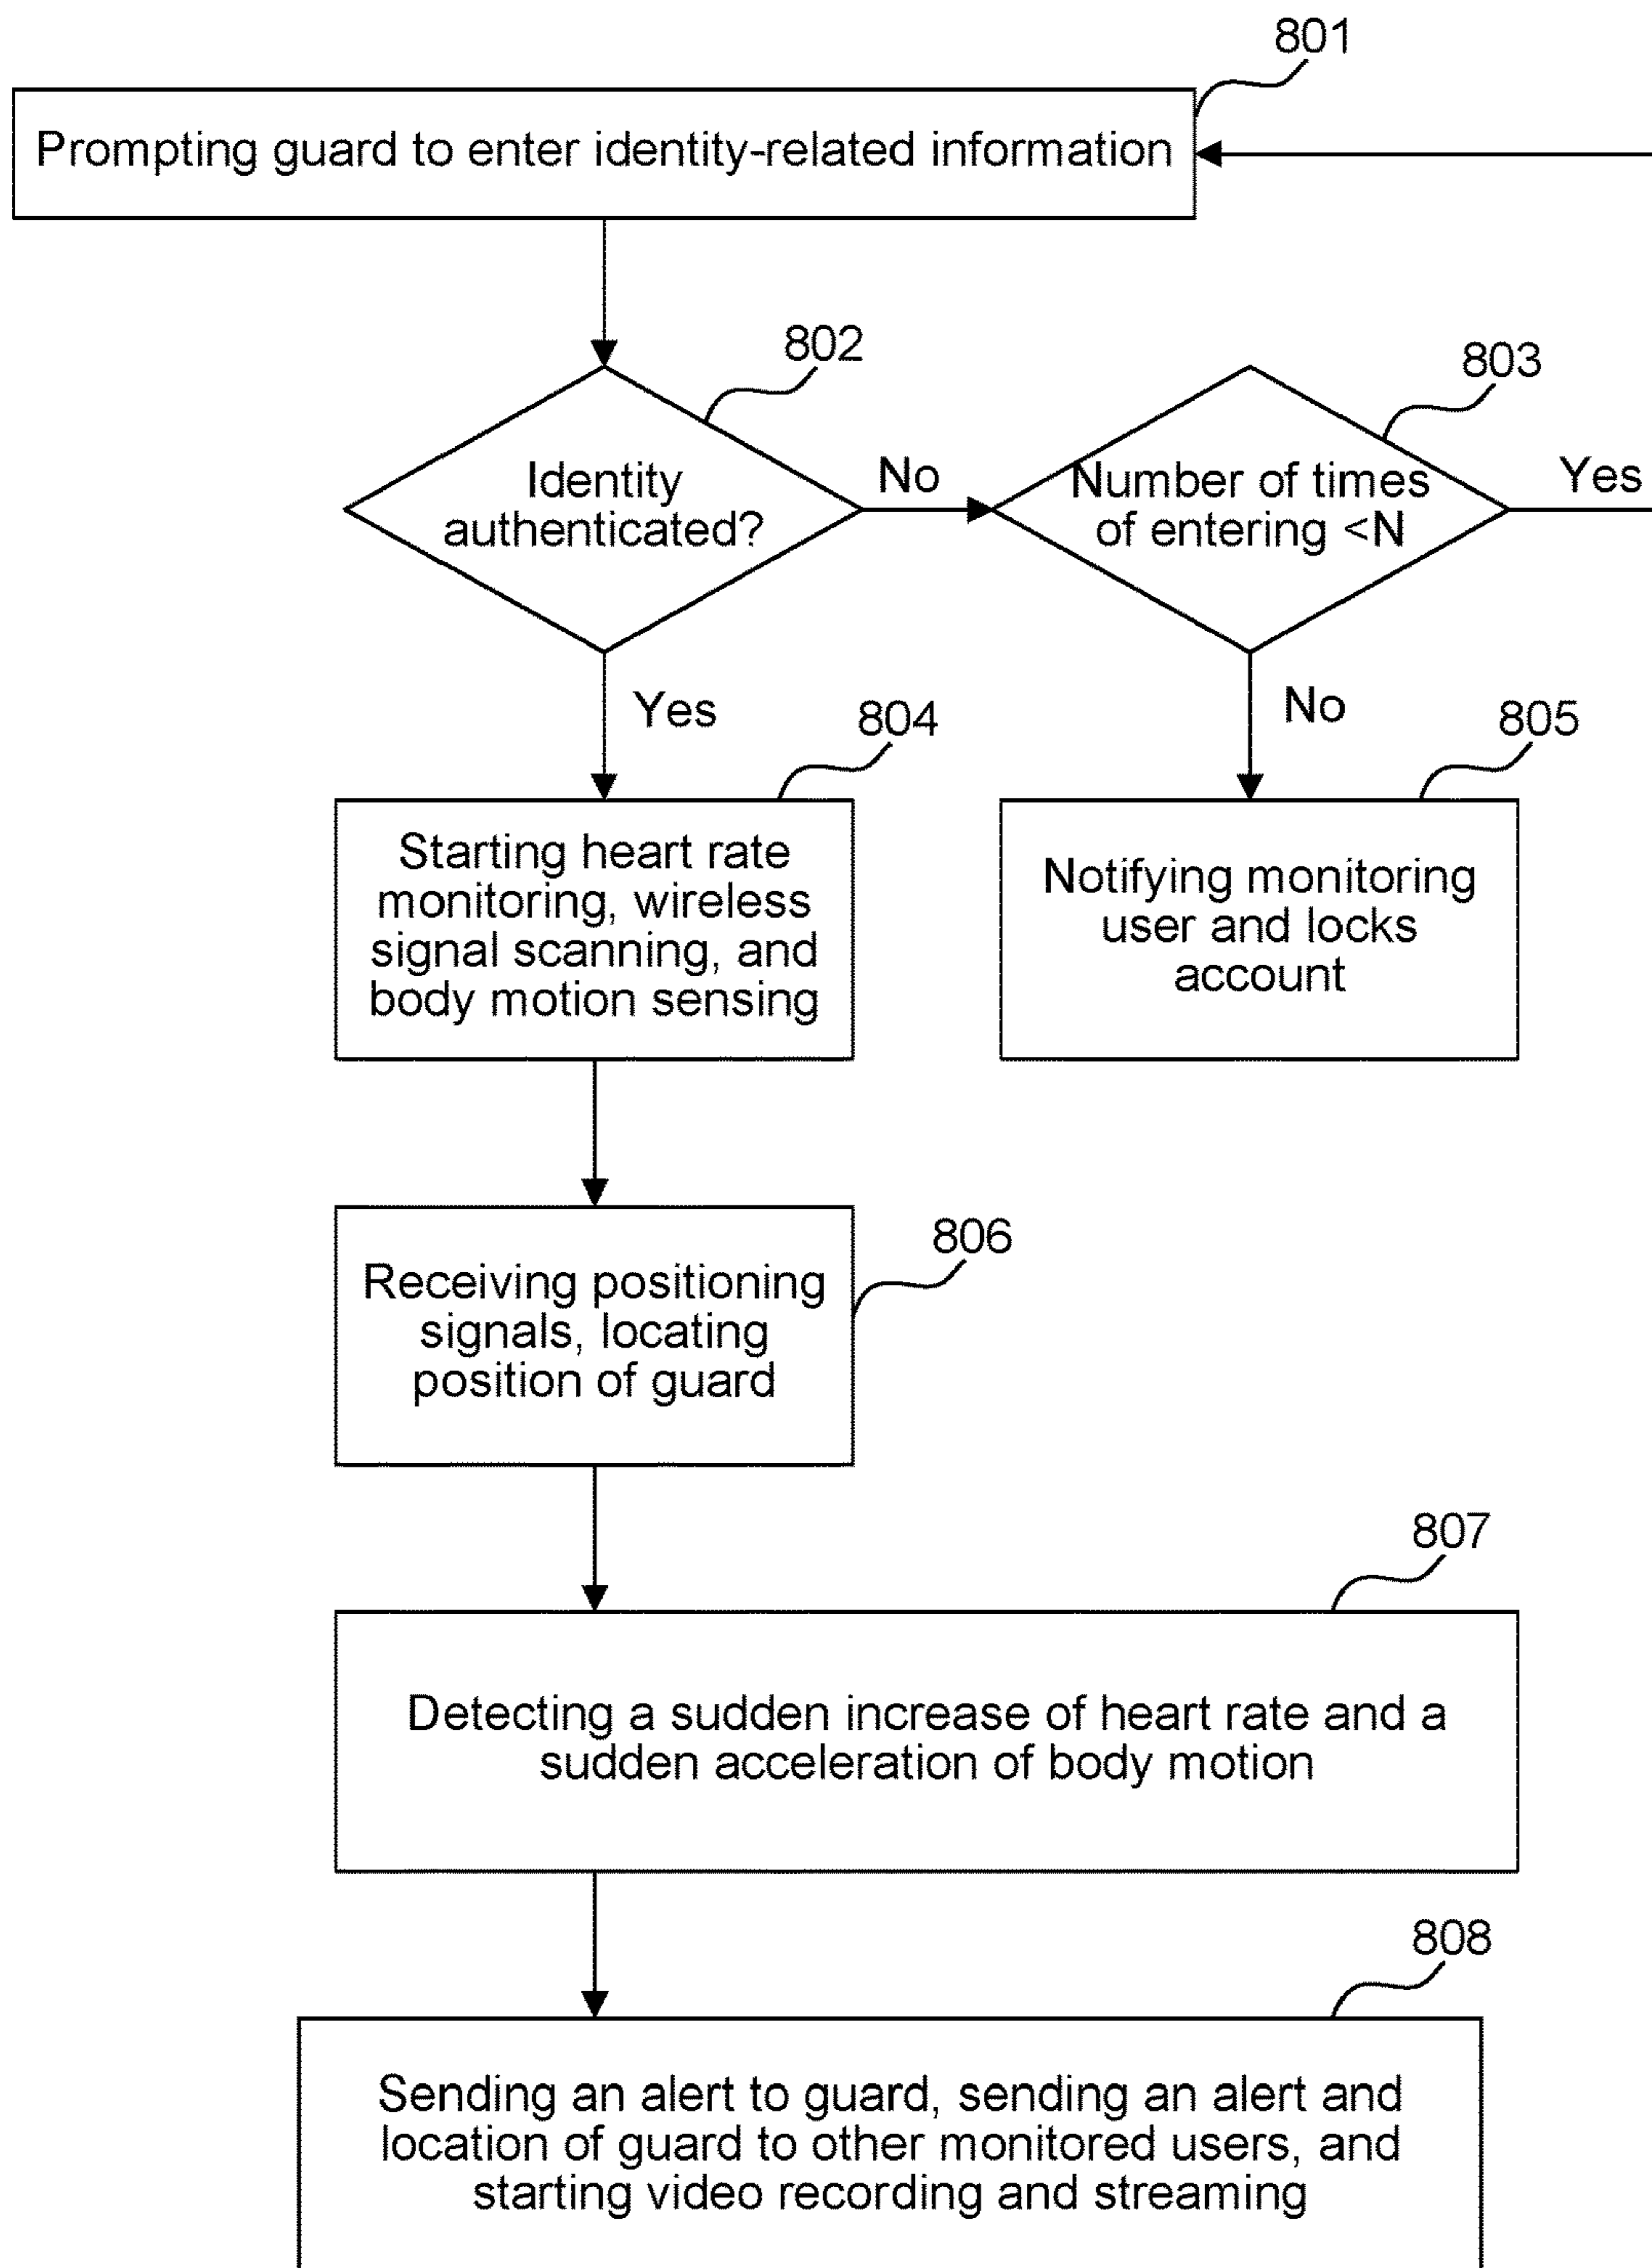 801
Prompting guard to enter identity-related information
802
803
Identity
authenticated?
No
Number of times
of entering <N
Yes
Yes
804
No
805
Starting heart rate
monitoring, wireless
signal scanning, and
body motion sensing
Notifying monitoring
user and locks
account
806
Receiving positioning
signals, locating
position of guard
807
Detecting a sudden increase of heart rate and a
sudden acceleration of body motion
808
Sending an alert to guard, sending an alert and
location of guard to other monitored users, and
starting video recording and streaming